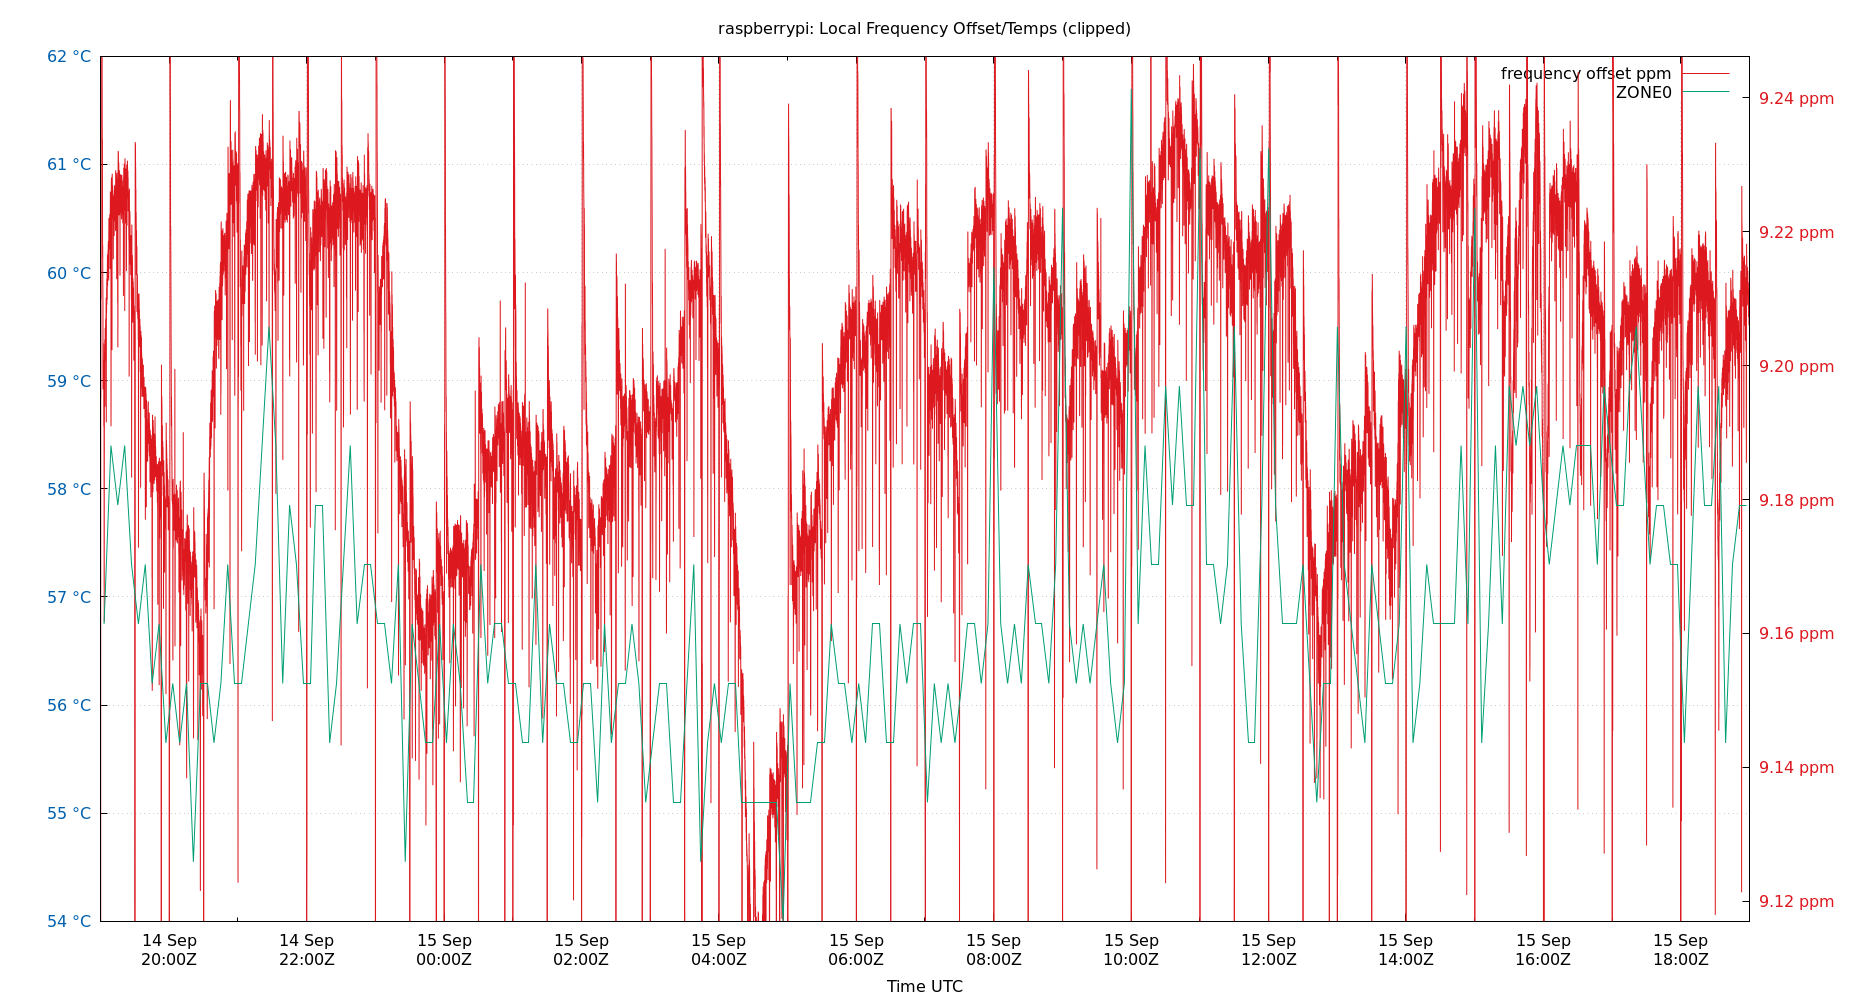 raspberrypi: Local Frequency Offset/Temps (clipped)
62 °C
61 °C
60 °C
59 °C
58 °C
57 °C
56 °C
55 °C
54 °C
frequency offset ppm
ZONE0
9.24 ppm
9.22 ppm
9.20 ppm
9.18 ppm
9.16 ppm
9.14 ppm
9.12 ppm
14 Sep
20:00Z
14 Sep
22:00Z
15 Sep
00:00Z
15 Sep
02:00Z
15 Sep
04:00Z
15 Sep
06:00Z
15 Sep
08:00Z
15 Sep
10:00Z
15 Sep
12:00Z
15 Sep
14:00Z
15 Sep
16:00Z
15 Sep
18:00Z
Time UTC